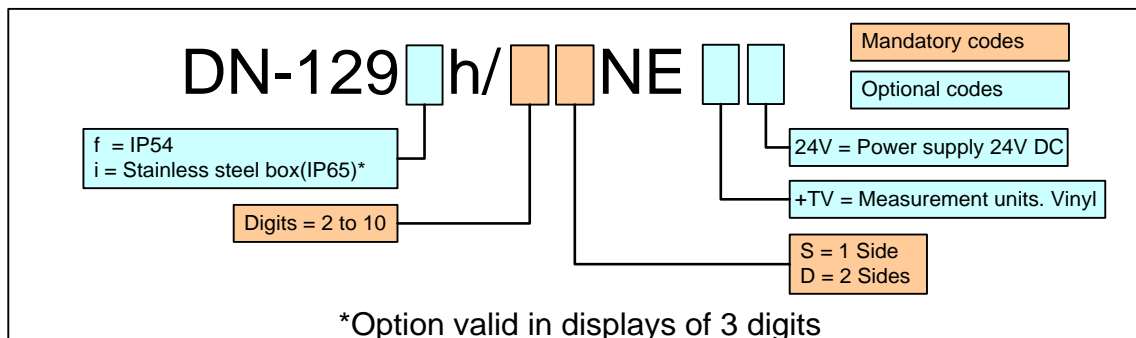 DN-129 h/ NE
Mandatory codes
Optional codes
f = IP54
i = Stainless steel box(IP65)*
24V = Power supply 24V DC
+TV = Measurement units. Vinyl
Digits = 2 to 10
S = 1 Side
D = 2 Sides
*Option valid in displays of 3 digits